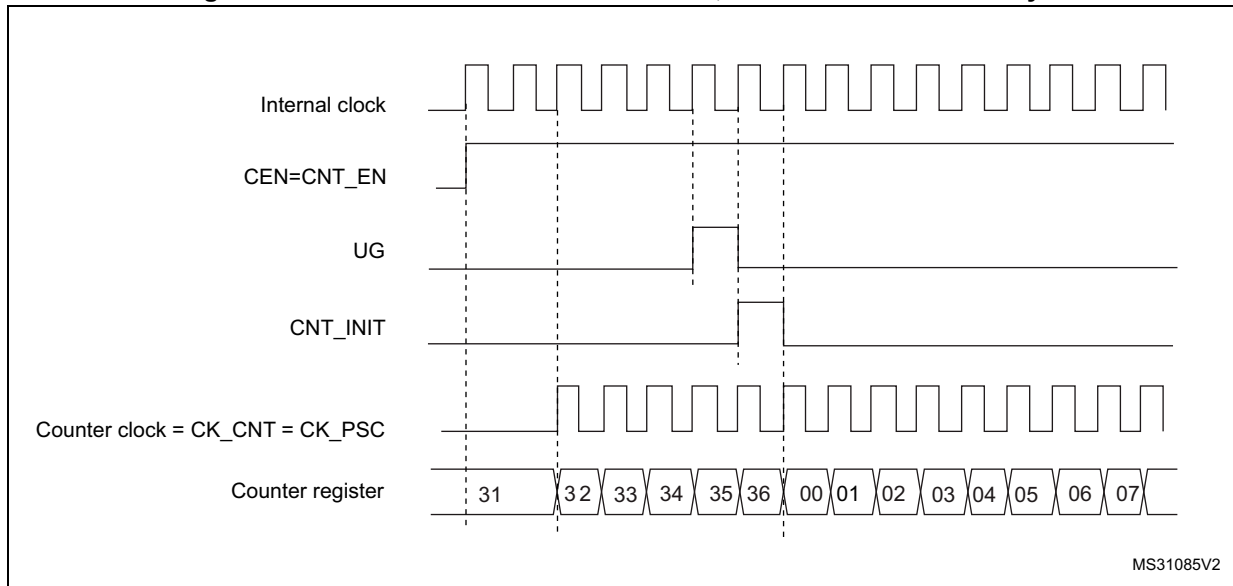 Internal clock
CEN=CNT_EN
UG
CNT_INIT
Counter clock = CK_CNT = CK_PSC
Counter register 31 32 33 34 35 36 00 01 02 03 04 05 06 07
MS31085V2